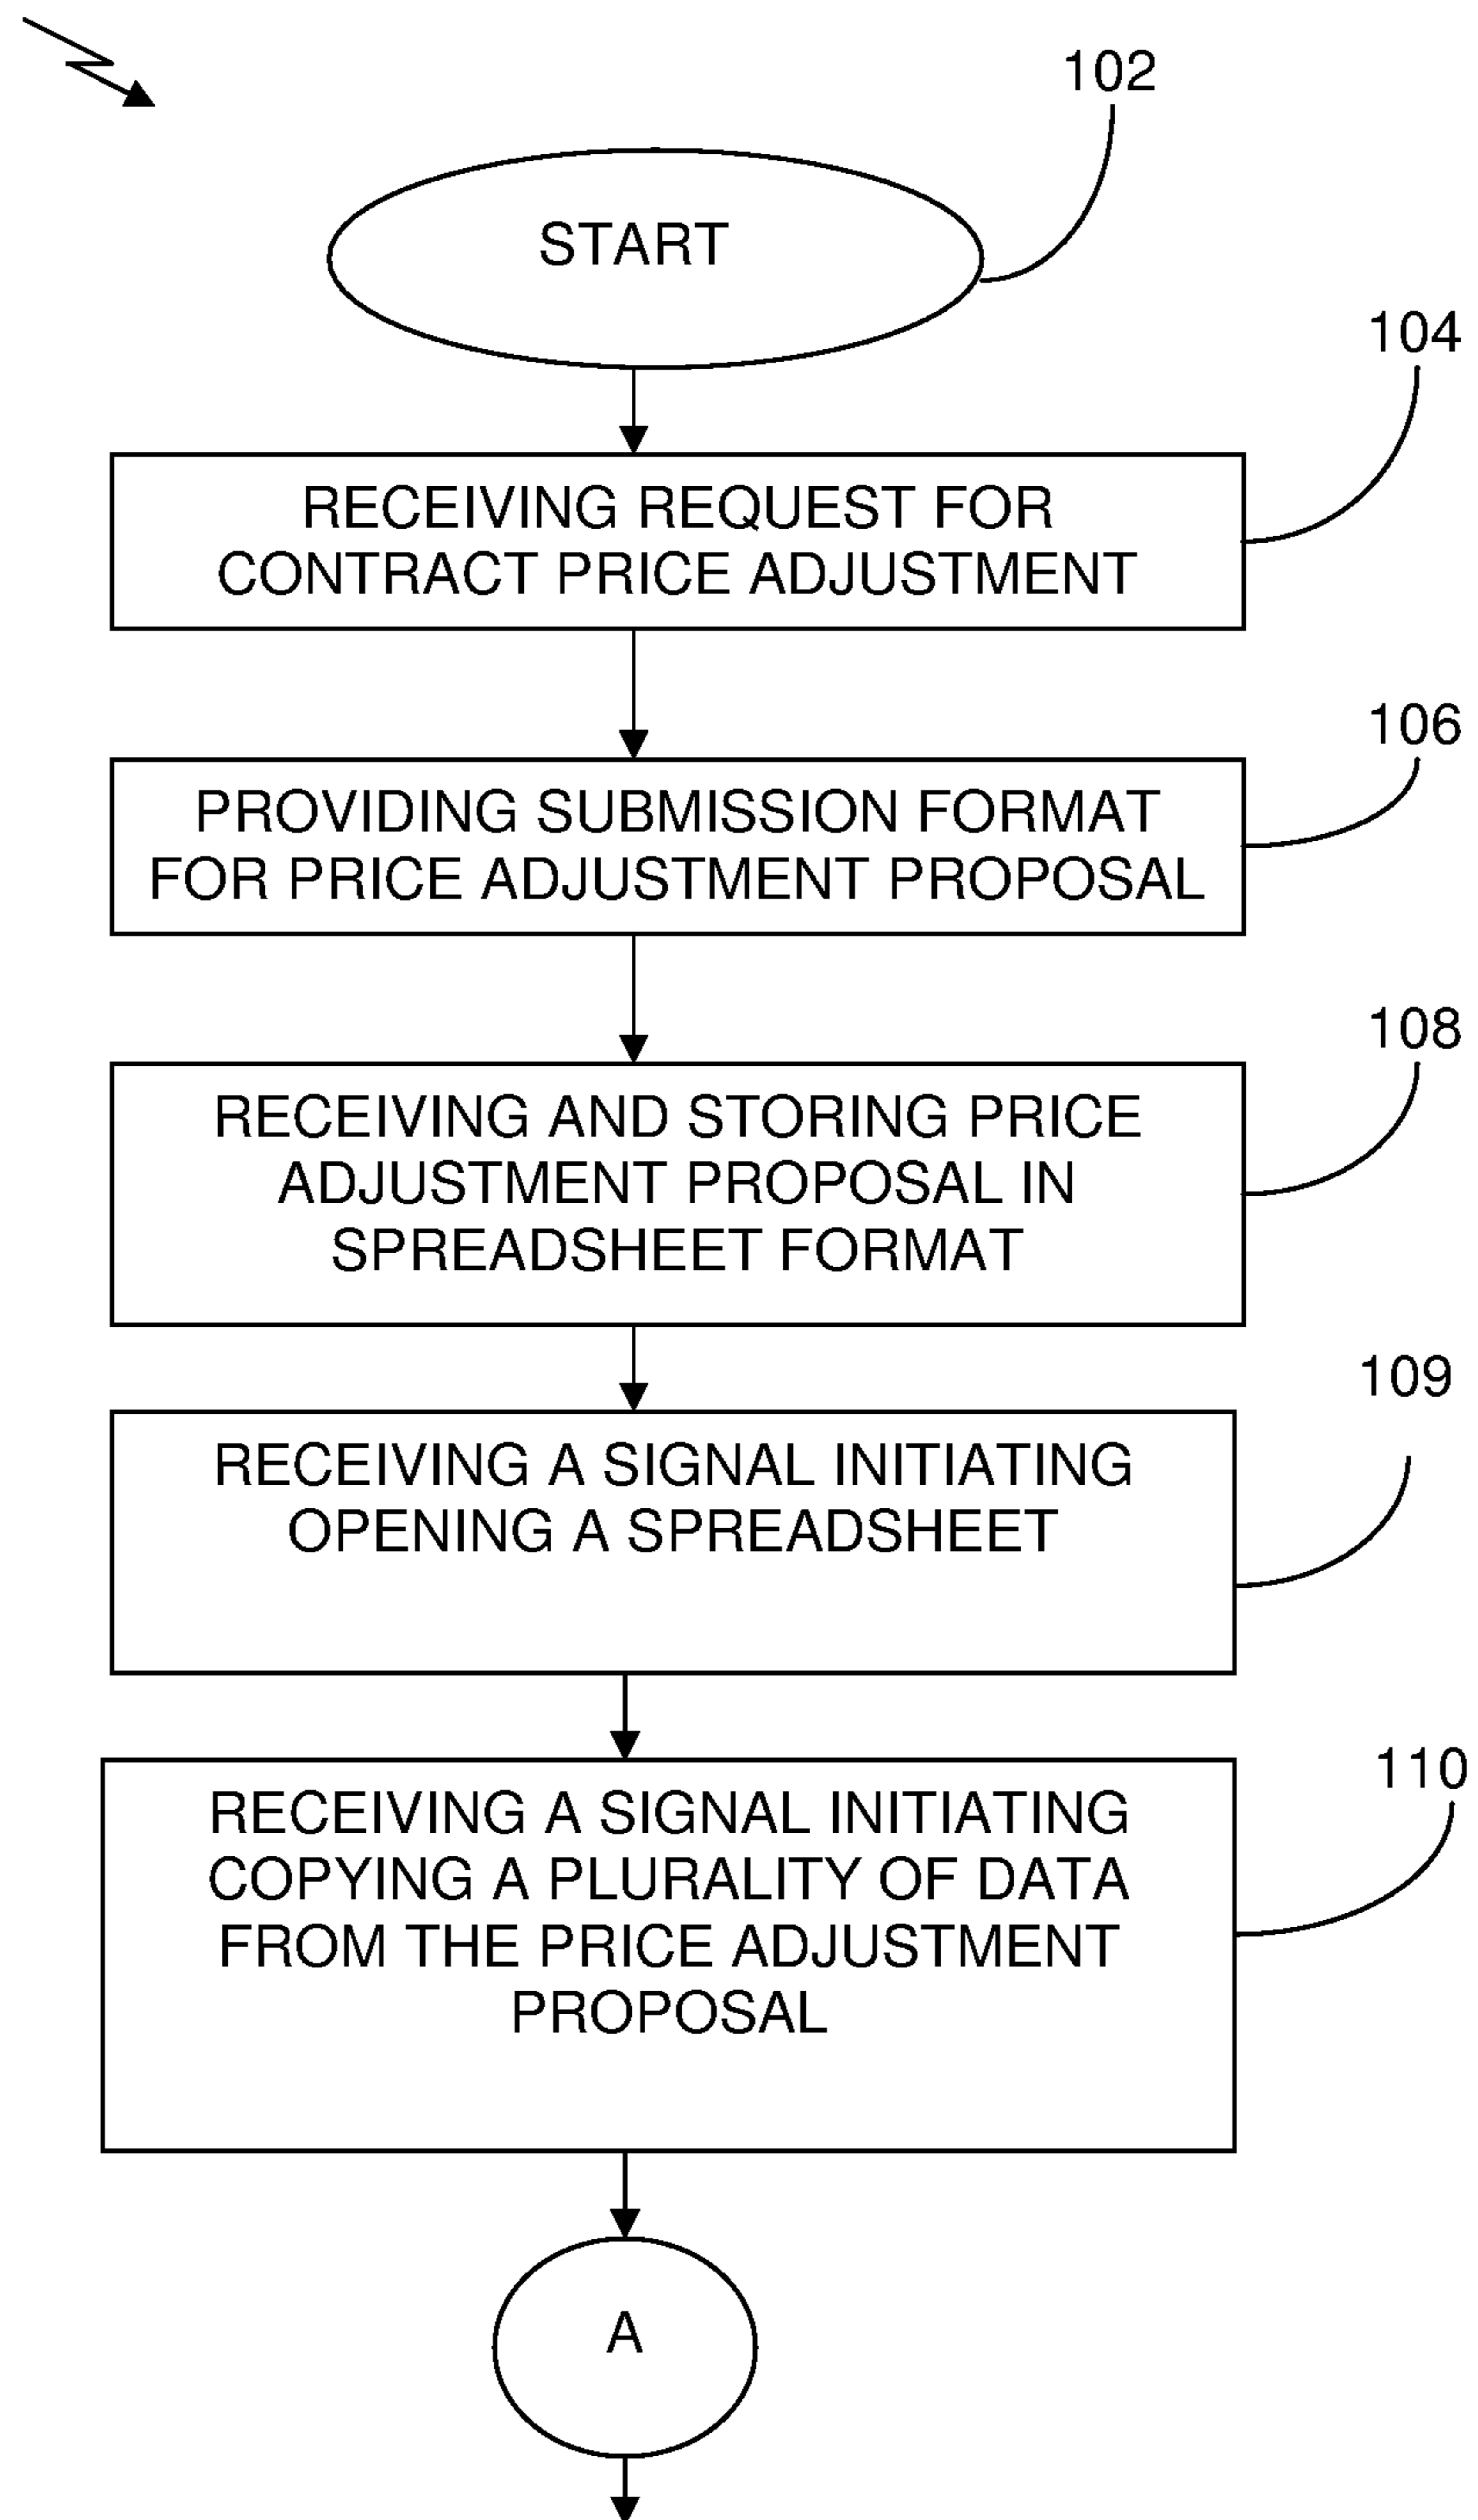 102
START
104
RECEIVING REQUEST FOR
CONTRACT PRICE ADJUSTMENT
106
PROVIDING SUBMISSION FORMAT
FOR PRICE ADJUSTMENT PROPOSAL
108
RECEIVING AND STORING PRICE
ADJUSTMENT PROPOSAL IN
SPREADSHEET FORMAT
109
RECEIVING A SIGNAL INITIATING
OPENING A SPREADSHEET
110
RECEIVING A SIGNAL INITIATING
COPYING A PLURALITY OF DATA
FROM THE PRICE ADJUSTMENT
PROPOSAL
A